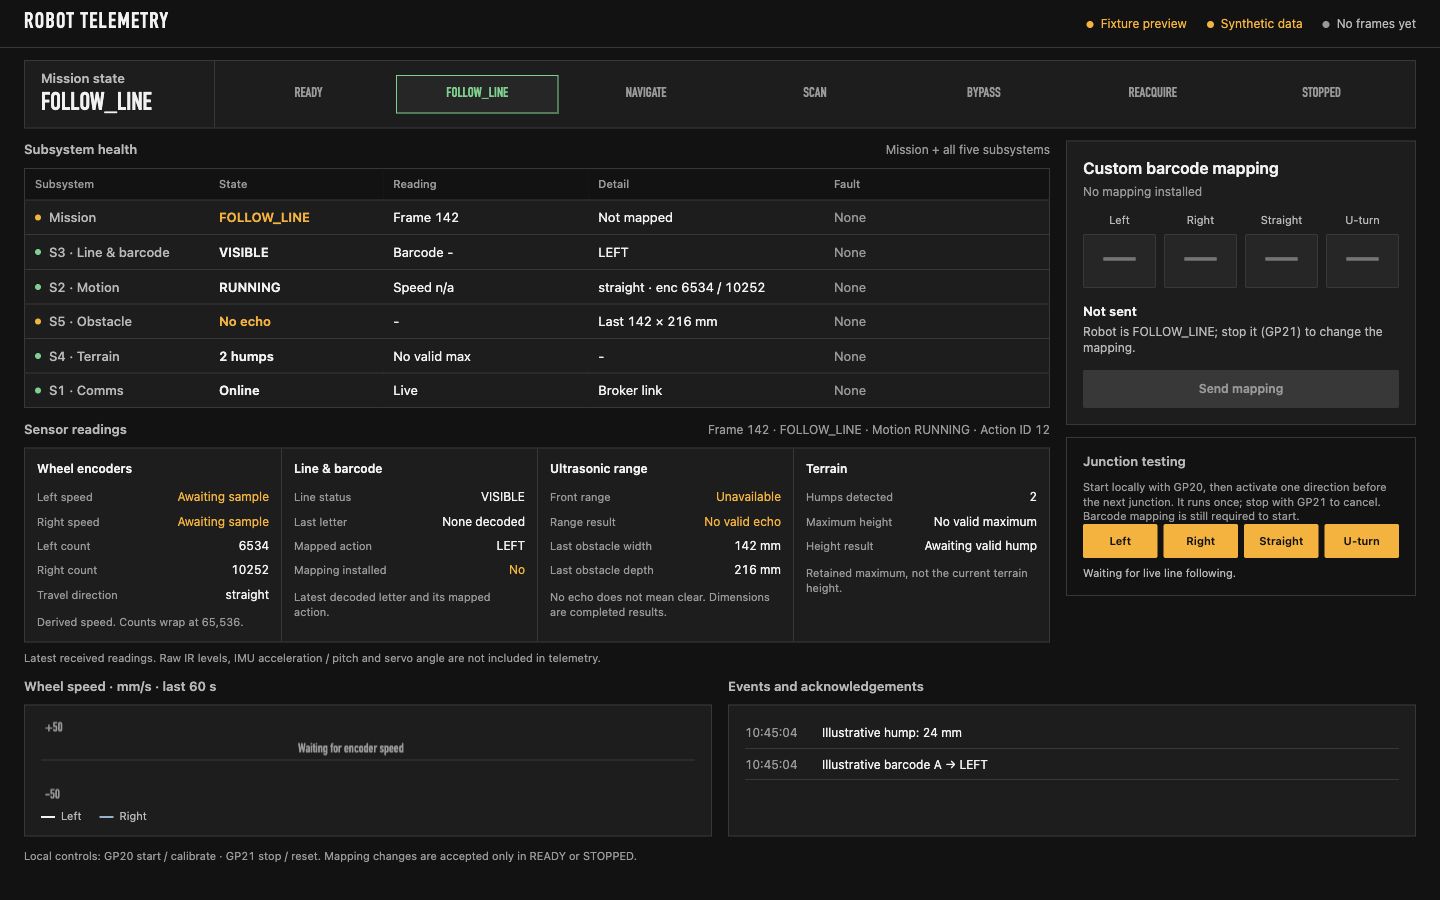 ROBOT TELEMETRY
Fixture preview
Synthetic data
No frames yet
Mission state
FOLLOW_LINE
READY
FOLLOW_LINE
NAVIGATE
SCAN
BYPASS
REACQUIRE
STOPPED
Subsystem health
Mission + all five subsystems
Subsystem State Reading Detail Fault
Mission FOLLOW_LINE Frame 142 Not mapped None
S3 · Line & barcode VISIBLE Barcode - LEFT None
S2 · Motion RUNNING Speed n/a straight · enc 6534 / 10252 None
S5 · Obstacle No echo - Last 142 × 216 mm None
S4 · Terrain 2 humps No valid max - None
S1 · Comms Online Live Broker link None
Custom barcode mapping
No mapping installed
Left Right Straight U-turn
Not sent
Robot is FOLLOW_LINE; stop it (GP21) to change the
mapping.
Send mapping
Sensor readings
Frame 142 · FOLLOW_LINE · Motion RUNNING · Action ID 12
Wheel encoders
Left speed Awaiting sample
Right speed Awaiting sample
Left count 6534
Right count 10252
Travel direction straight
Derived speed. Counts wrap at 65,536.
Line & barcode
Line status VISIBLE
Last letter None decoded
Mapped action LEFT
Mapping installed No
Latest decoded letter and its mapped
action.
Ultrasonic range
Front range Unavailable
Range result No valid echo
Last obstacle width 142 mm
Last obstacle depth 216 mm
No echo does not mean clear. Dimensions
are completed results.
Terrain
Humps detected 2
Maximum height No valid maximum
Height result Awaiting valid hump
Retained maximum, not the current terrain
height.
Junction testing
Start locally with GP20, then activate one direction before
the next junction. It runs once; stop with GP21 to cancel.
Barcode mapping is still required to start.
Left Right Straight U-turn
Waiting for live line following.
Latest received readings. Raw IR levels, IMU acceleration / pitch and servo angle are not included in telemetry.
Wheel speed · mm/s · last 60 s
+50
Waiting for encoder speed
-50
Left Right
Events and acknowledgements
10:45:04 Illustrative hump: 24 mm
10:45:04 Illustrative barcode A → LEFT
Local controls: GP20 start / calibrate · GP21 stop / reset. Mapping changes are accepted only in READY or STOPPED.